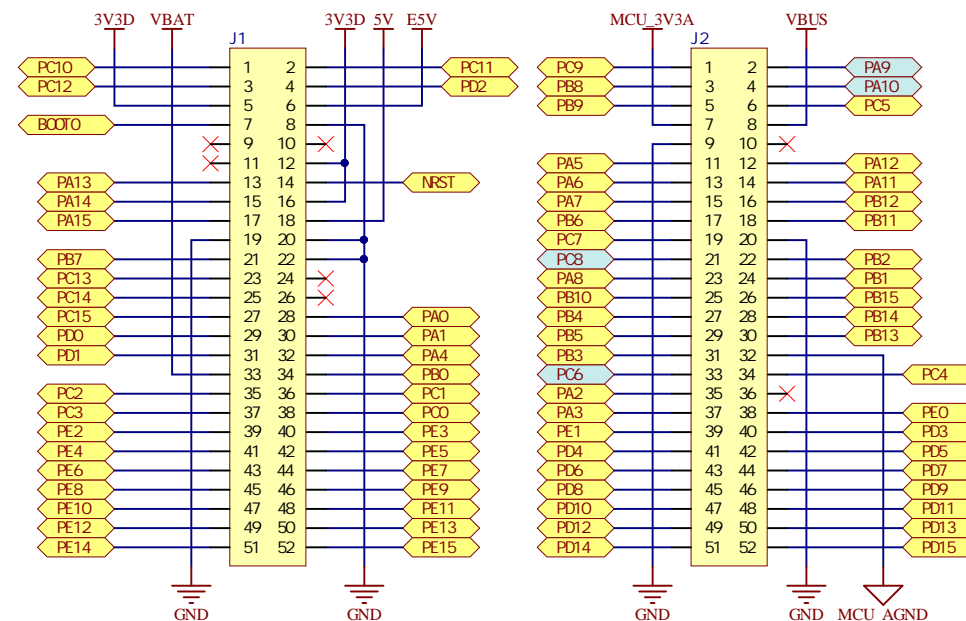 3V3D VBAT 3V3D 5V E5V MCU_3V3A VBUS
J1 J2
PC10 1 2 PC11 PC9 1 2 PA9
PC12 3 4 PD2 PB8 3 4 PA10
5 6 PB9 5 6 PC5
BOOT0 7 8 7 8
9 10 9 10
11 12 PA5 11 12 PA12
PA13 13 14 NRST PA6 13 14 PA11
PA14 15 16 PA7 15 16 PB12
PA15 17 18 PB6 17 18 PB11
19 20 PC7 19 20
PB7 21 22 PC8 21 22 PB2
PC13 23 24 PA8 23 24 PB1
PC14 25 26 PB10 25 26 PB15
PC15 27 28 PA0 PB4 27 28 PB14
PD0 29 30 PA1 PB5 29 30 PB13
PD1 31 32 PA4 PB3 31 32
33 34 PB0 PC6 33 34 PC4
PC2 35 36 PC1 PA2 35 36
PC3 37 38 PC0 PA3 37 38 PE0
PE2 39 40 PE3 PE1 39 40 PD3
PE4 41 42 PE5 PD4 41 42 PD5
PE6 43 44 PE7 PD6 43 44 PD7
PE8 45 46 PE9 PD8 45 46 PD9
PE10 47 48 PE11 PD10 47 48 PD11
PE12 49 50 PE13 PD12 49 50 PD13
PE14 51 52 PE15 PD14 51 52 PD15
GND GND GND GND MCU_AGND